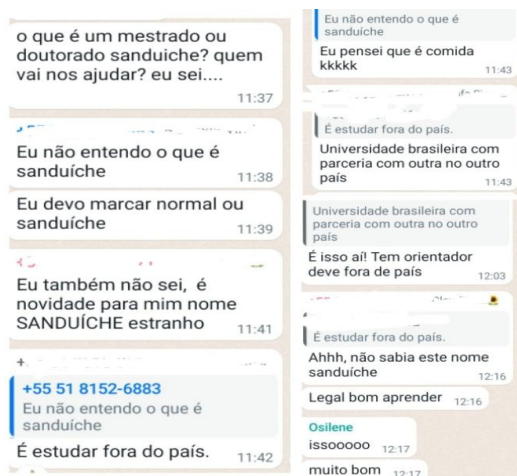 o que é um mestrado ou
doutorado sanduiche? quem
vai nos ajudar? eu sei....
11:37
Eu não entendo o que é
sanduíche
11:38
Eu devo marcar normal ou
sanduíche
11:39
Eu também não sei, é
novidade para mim nome
SANDUÍCHE estranho
11:41
+55 51 8152-6883
Eu não entendo o que é
sanduíche
É estudar fora do país.
11:42
Eu não entendo o que é
sanduíche
Eu pensei que é comida
kkkkk
11:43
É estudar fora do país.
Universidade brasileira com
parceria com outra no outro
país
11:43
Universidade brasileira com
parceria com outra no outro
país
É isso aí! Tem orientador
deve fora de país
12:03
É estudar fora do país.
Ahhh, não sabia este nome
sanduíche
12:16
Legal bom aprender 12:16
Osilene
issooooo 12:17
muito bom 12:17